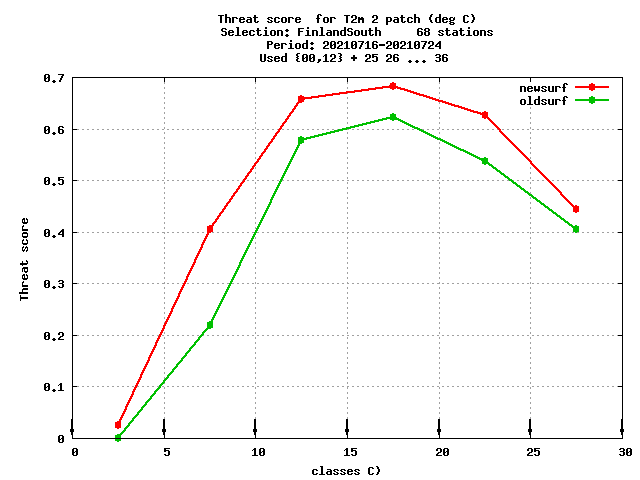 Threat score  for T2m 2 patch (deg C)
Selection: FinlandSouth     68 stations
Period: 20210716-20210724
Used {00,12} + 25 26 ... 36
newsurf
oldsurf
0.7
0.6
0.5
0.4
0.3
0.2
0.1
0
Threat score
0 5 10 15 20 25 30
classes C)